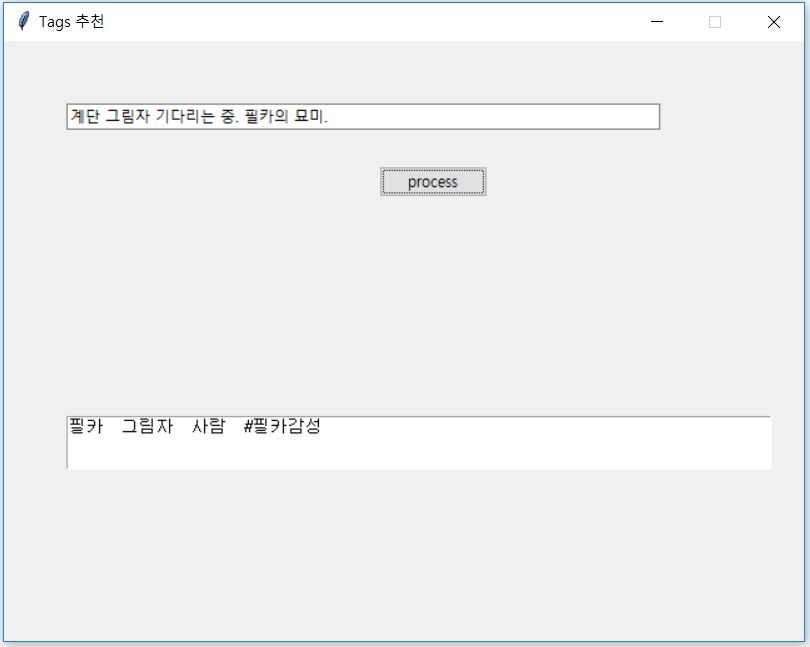 Tags 추천
계단 그림자 기다리는 중. 필카의 묘미.
process
필카 그림자 사람 #필카감성